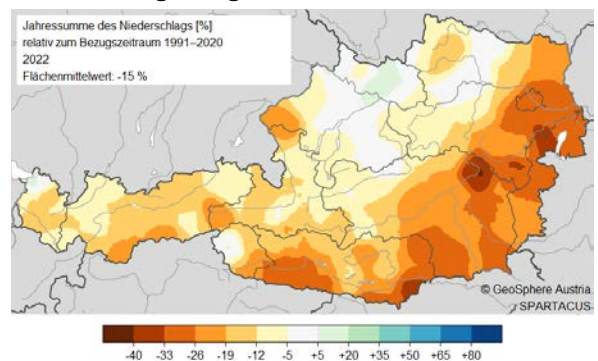 Jahressumme des Niederschlags [%]
relativ zum Bezugszeitraum 1991–2020
2022
Flächenmittelwert: -15 %
© GeoSphere Austria
SPARTACUS
-40 -33 -26 -19 -12 -5 +5 +20 +35 +50 +65 +80